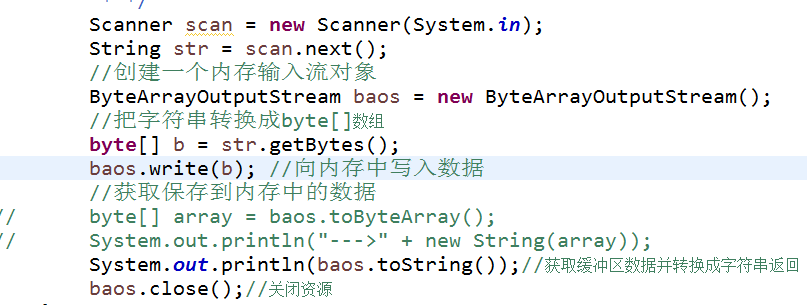 Scanner scan = new Scanner(System.in);
String str = scan.next();
//创建一个内存输入流对象
ByteArrayOutputStream baos = new ByteArrayOutputStream();
//把字符串转换成byte[]数组
byte[] b = str.getBytes();
baos.write(b); //向内存中写入数据
//获取保存到内存中的数据
// byte[] array = baos.toByteArray();
// System.out.println("--->" + new String(array));
System.out.println(baos.toString());//获取缓冲区数据并转换成字符串返回
baos.close();//关闭资源